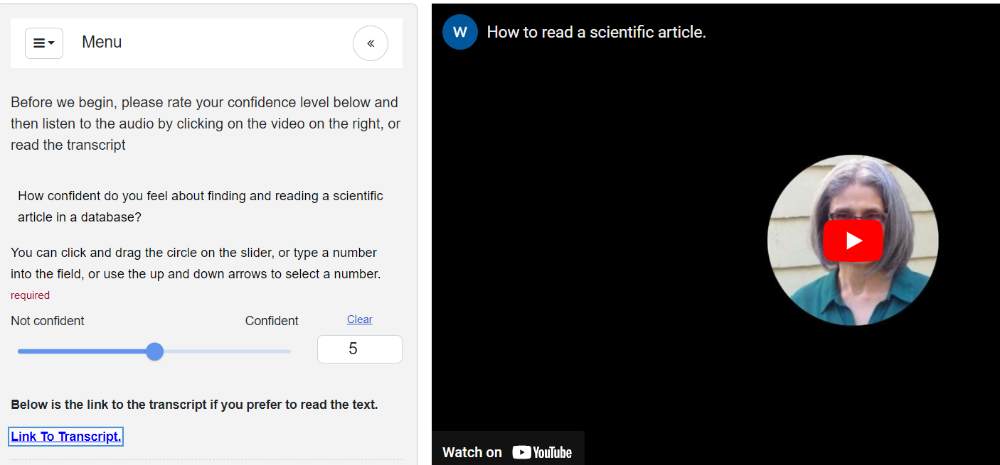 Menu
Before we begin, please rate your confidence level below and
then listen to the audio by clicking on the video on the right, or
read the transcript
How confident do you feel about finding and reading a scientific
article in a database?
You can click and drag the circle on the slider, or type a number
into the field, or use the up and down arrows to select a number.
required
Not confident
Confident
Clear
5
Below is the link to the transcript if you prefer to read the text.
Link To Transcript.
W
How to read a scientific article.
Watch on YouTube